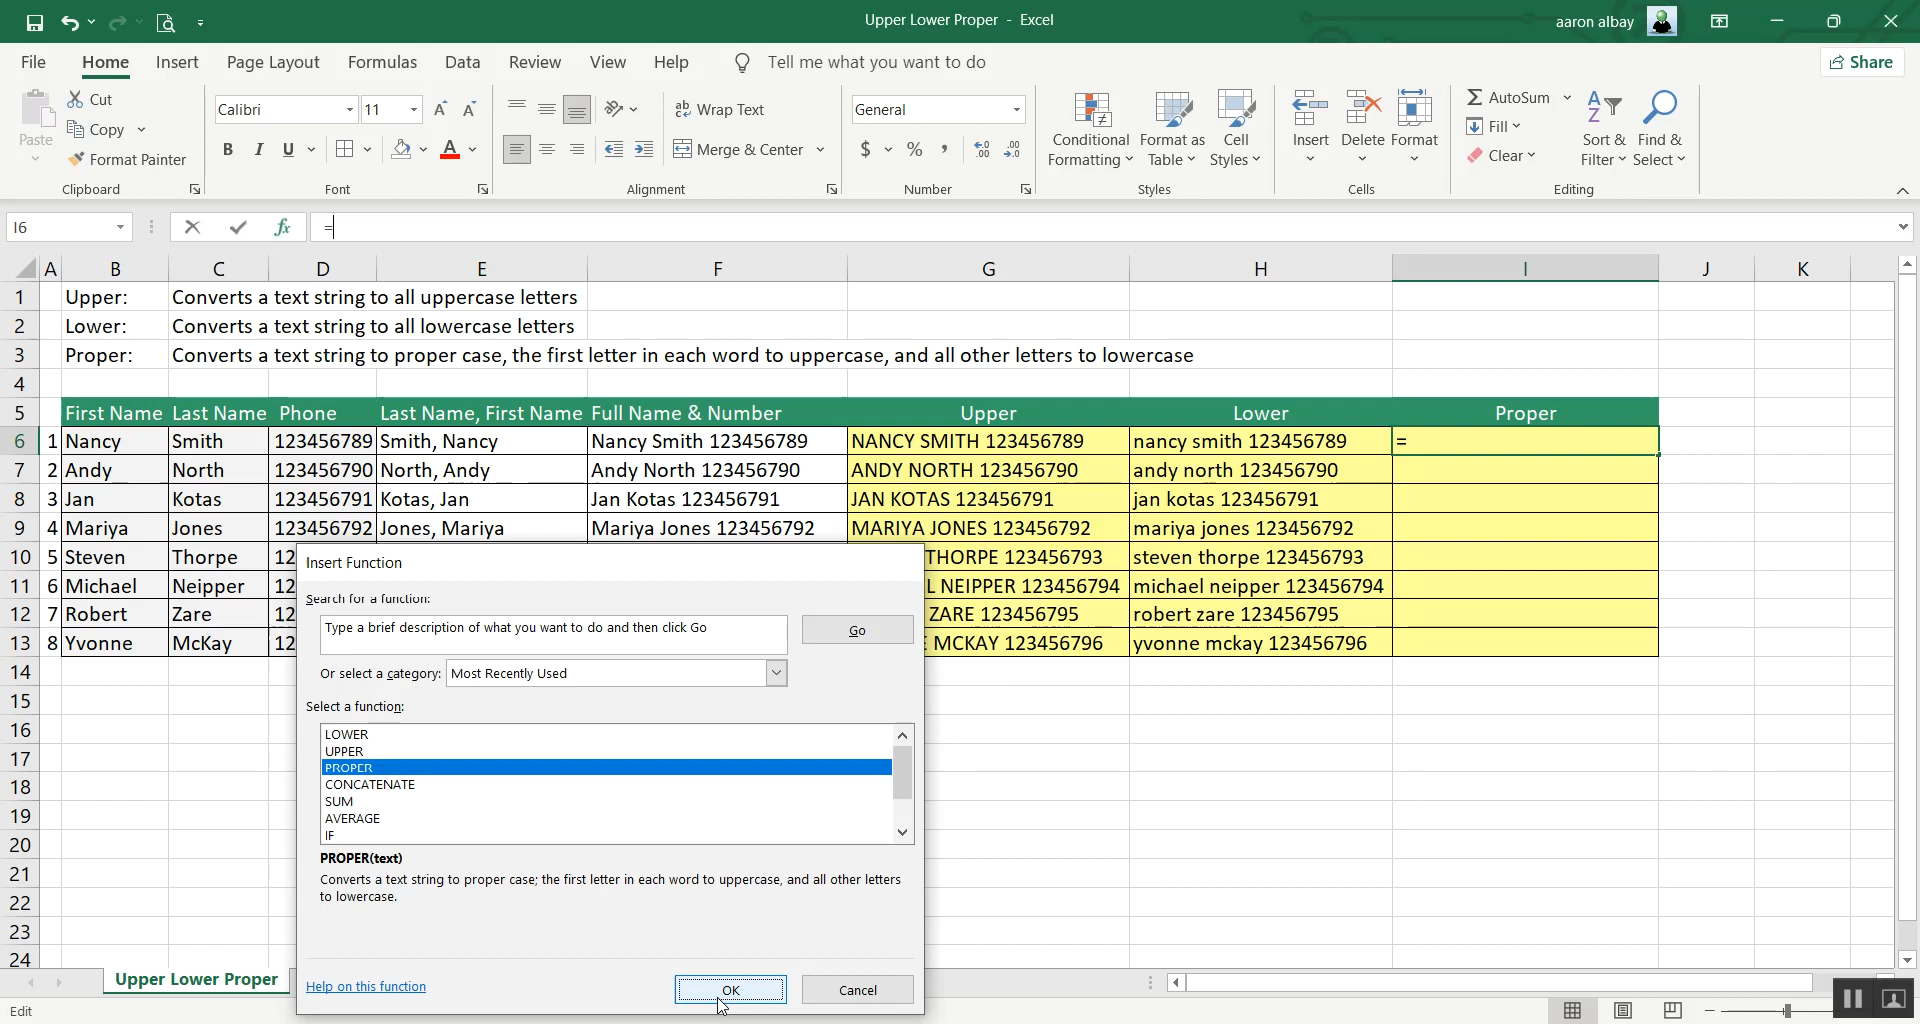 Upper Lower Proper - Excel
aaron albay
File Home Insert Page Layout Formulas Data Review View Help Tell me what you want to do
Share
Paste
Cut
Copy
Format Painter
Clipboard
Calibri 11
B I U
Font
ab Wrap Text
Merge & Center
Alignment
General
$ % ,
Number
Conditional Formatting
Format as Table
Cell Styles
Styles
Insert Delete Format
Cells
AutoSum
Fill
Clear
Sort & Filter
Find & Select
Editing
I6
fx
=
A B C D E F G H I J K
1 Upper: Converts a text string to all uppercase letters
2 Lower: Converts a text string to all lowercase letters
3 Proper: Converts a text string to proper case, the first letter in each word to uppercase, and all other letters to lowercase
4
5 First Name Last Name Phone Last Name, First Name Full Name & Number Upper Lower Proper
6 1 Nancy Smith 123456789 Smith, Nancy Nancy Smith 123456789 NANCY SMITH 123456789 nancy smith 123456789 =
7 2 Andy North 123456790 North, Andy Andy North 123456790 ANDY NORTH 123456790 andy north 123456790
8 3 Jan Kotas 123456791 Kotas, Jan Jan Kotas 123456791 JAN KOTAS 123456791 jan kotas 123456791
9 4 Mariya Jones 123456792 Jones, Mariya Mariya Jones 123456792 MARIYA JONES 123456792 mariya jones 123456792
10 5 Steven Thorpe 12 THORPE 123456793 steven thorpe 123456793
11 6 Michael Neipper 12 L NEIPPER 123456794 michael neipper 123456794
12 7 Robert Zare 12 ZARE 123456795 robert zare 123456795
13 8 Yvonne McKay 12 E MCKAY 123456796 yvonne mckay 123456796
14
15
16
17
18
19
20
21
22
23
24
Insert Function
Search for a function:
Type a brief description of what you want to do and then click Go
Go
Or select a category: Most Recently Used
Select a function:
LOWER
UPPER
PROPER
CONCATENATE
SUM
AVERAGE
IF
PROPER(text)
Converts a text string to proper case; the first letter in each word to uppercase, and all other letters
to lowercase.
Help on this function
OK
Cancel
Upper Lower Proper
Edit